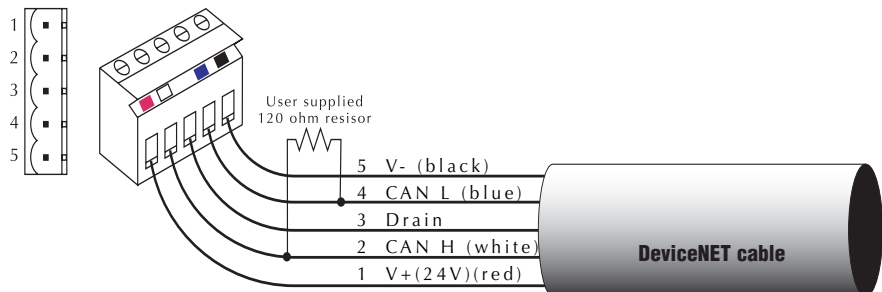 1
2
3
4
5
User supplied
120 ohm resisor
5 V- (black)
4 CAN L (blue)
3 Drain
2 CAN H (white)
1 V+(24V)(red)
DeviceNET cable